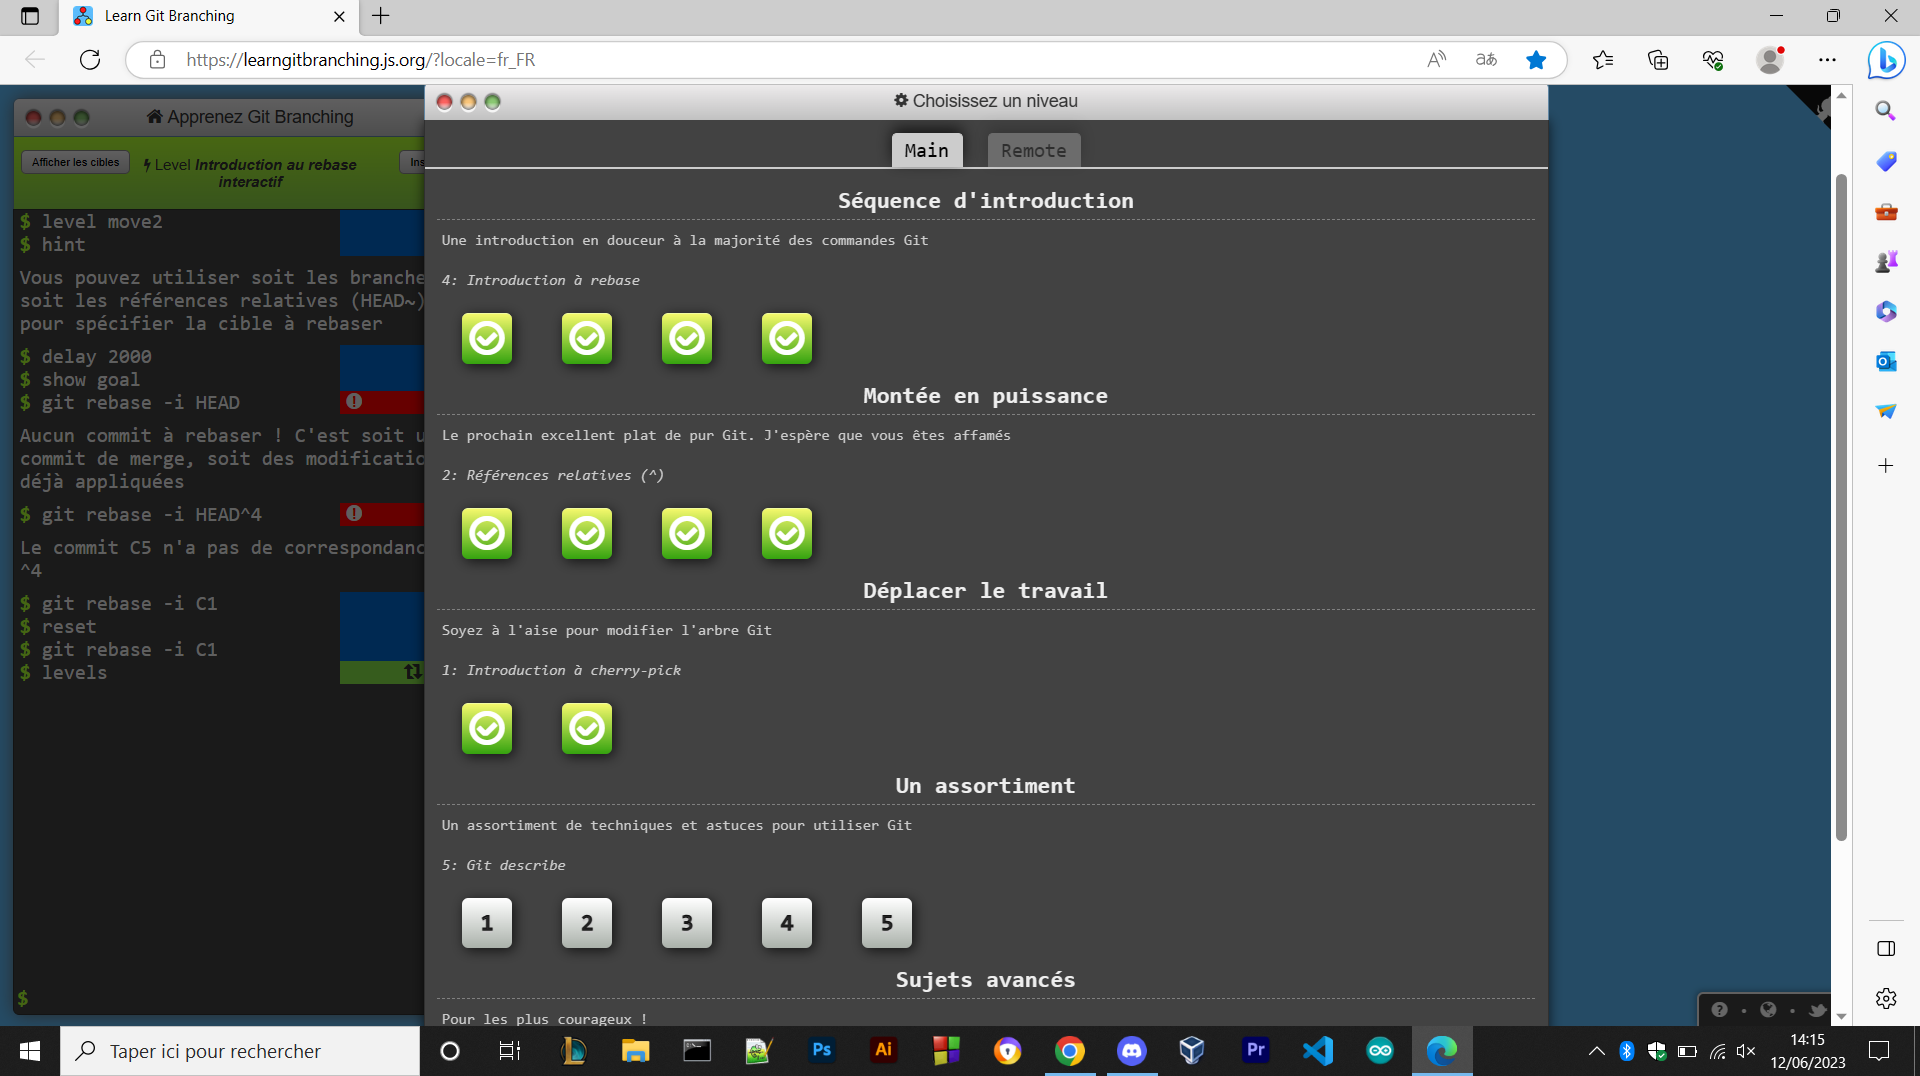 Learn Git Branching
https://learngitbranching.js.org/?locale=fr_FR
Apprenez Git Branching
Afficher les cibles
Level Introduction au rebase
interactif
Ins
$ level move2
$ hint
Vous pouvez utiliser soit les branche
soit les références relatives (HEAD~)
pour spécifier la cible à rebaser
$ delay 2000
$ show goal
$ git rebase -i HEAD
Aucun commit à rebaser ! C'est soit u
commit de merge, soit des modificatio
déjà appliquées
$ git rebase -i HEAD^4
Le commit C5 n'a pas de correspondanc
^4
$ git rebase -i C1
$ reset
$ git rebase -i C1
$ levels
$
Choisissez un niveau
Main
Remote
Séquence d'introduction
Une introduction en douceur à la majorité des commandes Git
4: Introduction à rebase
Montée en puissance
Le prochain excellent plat de pur Git. J'espère que vous êtes affamés
2: Références relatives (^)
Déplacer le travail
Soyez à l'aise pour modifier l'arbre Git
1: Introduction à cherry-pick
Un assortiment
Un assortiment de techniques et astuces pour utiliser Git
5: Git describe
1 2 3 4 5
Sujets avancés
Pour les plus courageux !
Taper ici pour rechercher
Ps
Ai
Pr
14:15
12/06/2023